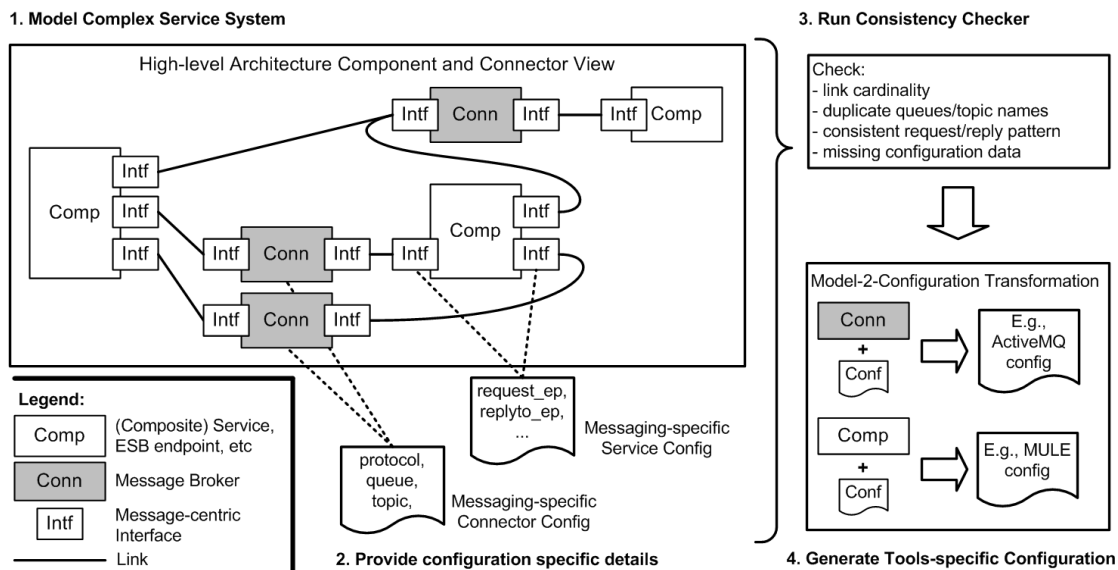 1. Model Complex Service System
High-level Architecture Component and Connector View
Intf
Conn
Intf
Intf
Comp
Comp
Intf
Intf
Intf
Intf
Conn
Intf
Intf
Comp
Intf
Intf
Intf
Conn
Intf
request_ep,
replyto_ep,
...
Messaging-specific
Service Config
protocol,
queue,
topic,
Messaging-specific
Connector Config
2. Provide configuration specific details
Legend:
Comp
(Composite) Service,
ESB endpoint, etc
Conn
Message Broker
Intf
Message-centric
Interface
Link
3. Run Consistency Checker
Check:
- link cardinality
- duplicate queues/topic names
- consistent request/reply pattern
- missing configuration data
Model-2-Configuration Transformation
Conn
+
Conf
E.g.,
ActiveMQ
config
Comp
+
Conf
E.g., MULE
config
4. Generate Tools-specific Configuration